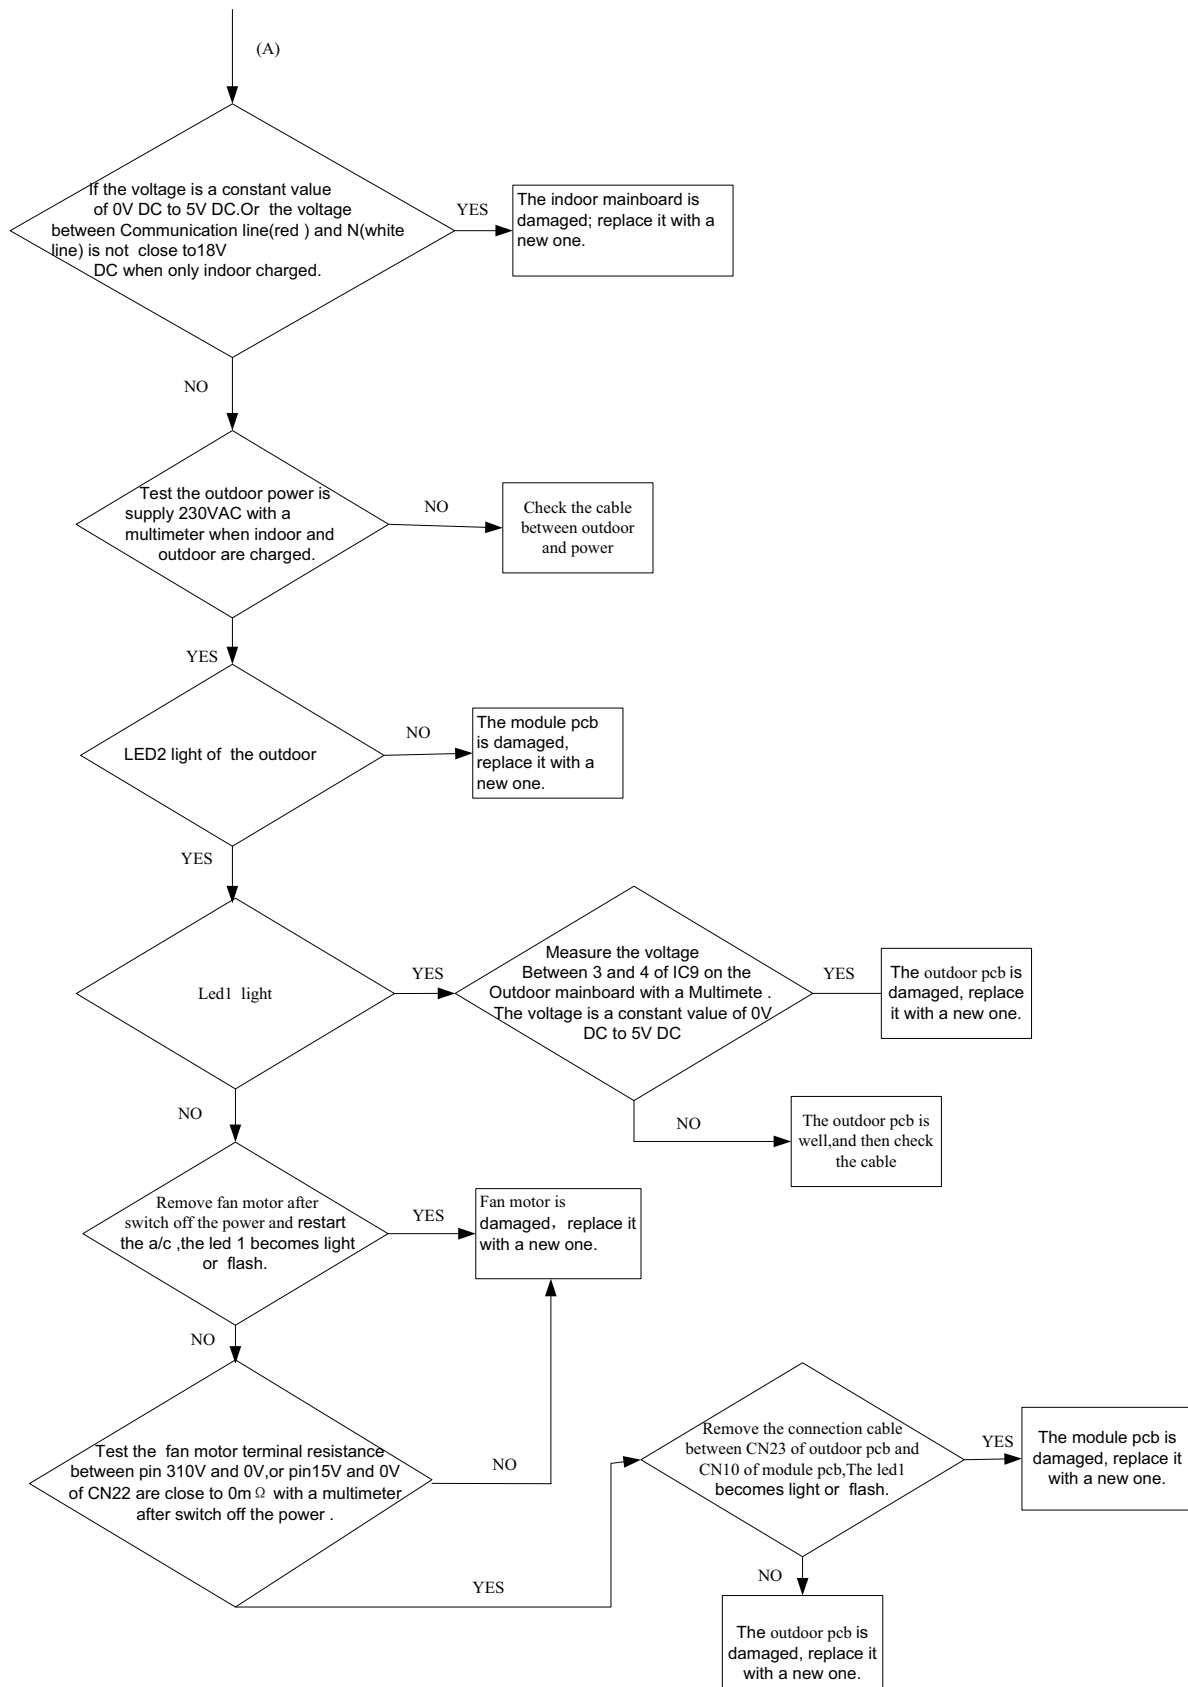 (A)
If the voltage is a constant value
of 0V DC to 5V DC.Or the voltage
between Communication line(red ) and N(white
line) is not close to18V
DC when only indoor charged.
YES
The indoor mainboard is
damaged; replace it with a
new one.
NO
Test the outdoor power is
supply 230VAC with a
multimeter when indoor and
outdoor are charged.
NO
Check the cable
between outdoor
and power
YES
LED2 light of the outdoor
NO
The module pcb
is damaged,
replace it with a
new one.
YES
Led1 light
YES
Measure the voltage
Between 3 and 4 of IC9 on the
Outdoor mainboard with a Multimete .
The voltage is a constant value of 0V
DC to 5V DC
YES
The outdoor pcb is
damaged, replace
it with a new one.
NO
The outdoor pcb is
well,and then check
the cable
NO
Remove fan motor after
switch off the power and restart
the a/c ,the led 1 becomes light
or flash.
YES
Fan motor is
damaged, replace it
with a new one.
NO
Test the fan motor terminal resistance
between pin 310V and 0V,or pin15V and 0V
of CN22 are close to 0mΩ with a multimeter
after switch off the power .
NO
YES
Remove the connection cable
between CN23 of outdoor pcb and
CN10 of module pcb,The led1
becomes light or flash.
YES
The module pcb is
damaged, replace it
with a new one.
NO
The outdoor pcb is
damaged, replace it
with a new one.